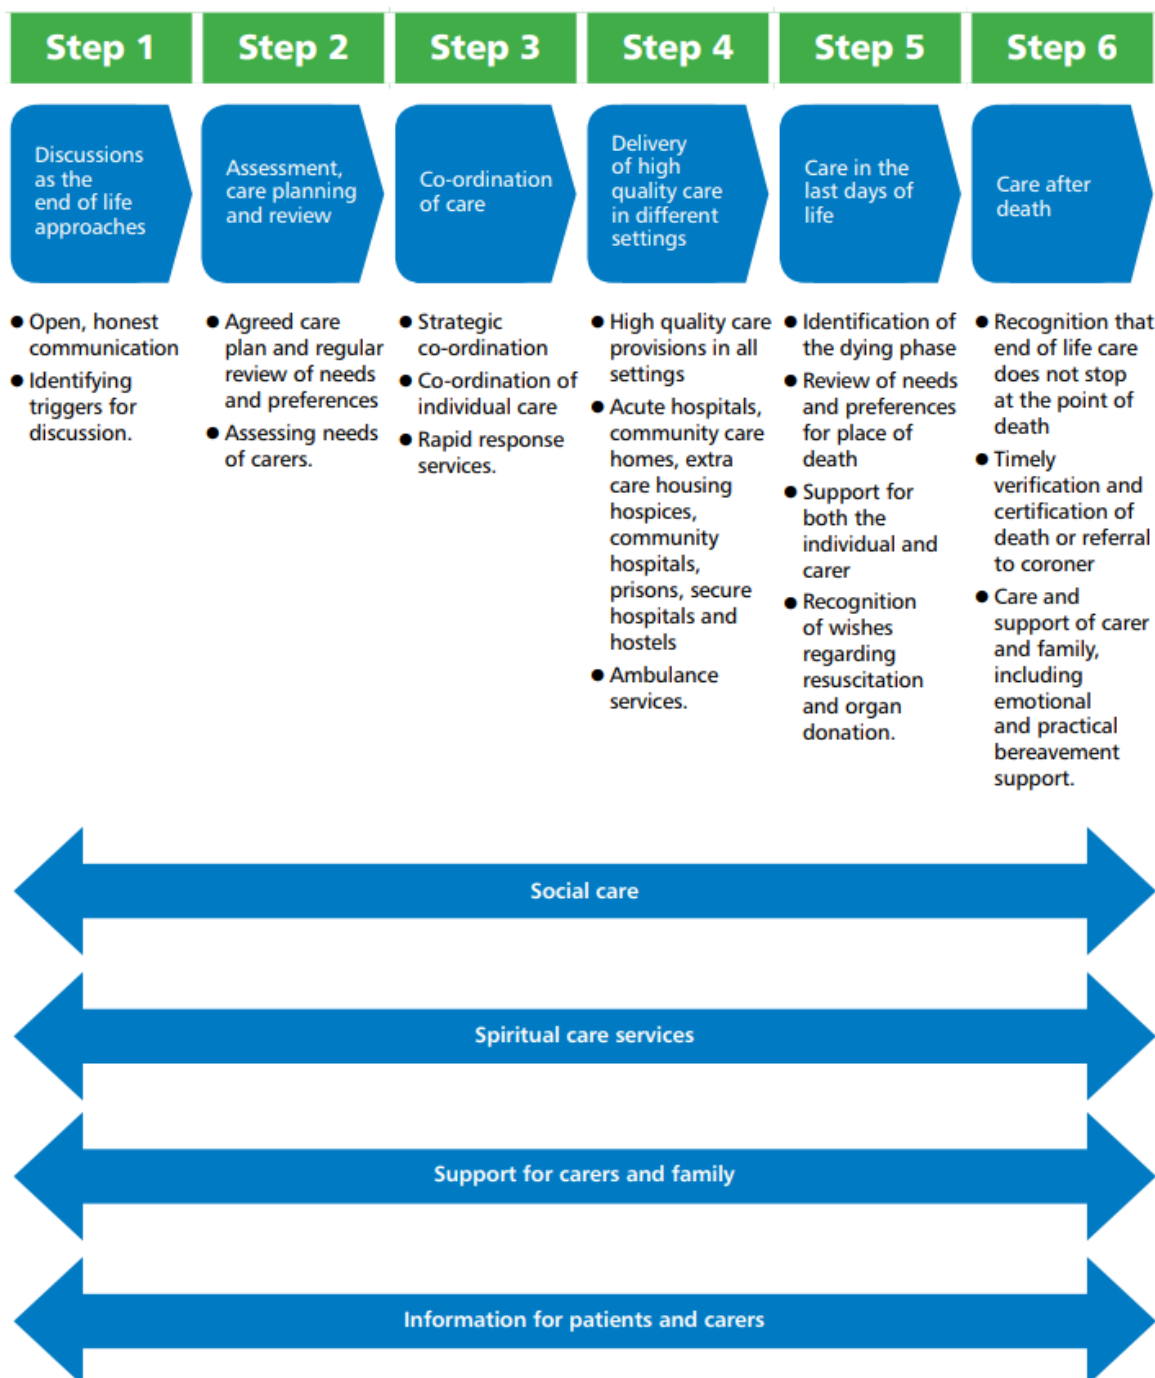 Step 1
Step 2
Step 3
Step 4
Step 5
Step 6
Discussions
as the
end of life
approaches
Assessment,
care planning
and review
Co-ordination
of care
Delivery
of high
quality care
in different
settings
Care in the
last days of
life
Care after
death
● Open, honest
communication
● Identifying
triggers for
discussion.
● Agreed care
plan and regular
review of needs
and preferences
● Assessing needs
of carers.
● Strategic
co-ordination
● Co-ordination of
individual care
● Rapid response
services.
● High quality care
provisions in all
settings
● Acute hospitals,
community care
homes, extra
care housing
hospices,
community
hospitals,
prisons, secure
hospitals and
hostels
● Ambulance
services.
● Identification of
the dying phase
● Review of needs
and preferences
for place of
death
● Support for
both the
individual and
carer
● Recognition
of wishes
regarding
resuscitation
and organ
donation.
● Recognition that
end of life care
does not stop
at the point of
death
● Timely
verification and
certification of
death or referral
to coroner
● Care and
support of carer
and family,
including
emotional
and practical
bereavement
support.
Social care
Spiritual care services
Support for carers and family
Information for patients and carers